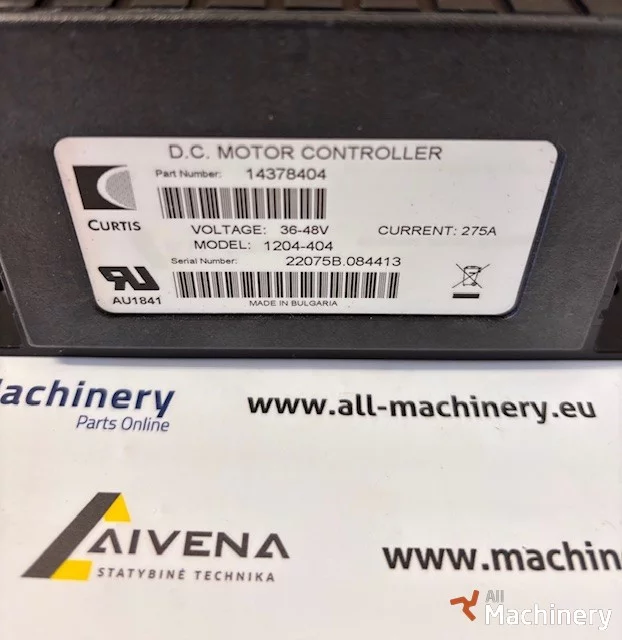 D.C. MOTOR CONTROLLER
Part Number: 14378404
CURTIS
VOLTAGE: 36-48V CURRENT: 275A
MODEL: 1204-404
Serial Number: 22075B.084413
AU1841
MADE IN BULGARIA
achinery
Parts Online
www.all-machinery.eu
AIVENA
STATYBINĖ TECHNIKA
www.machin
All
Machinery